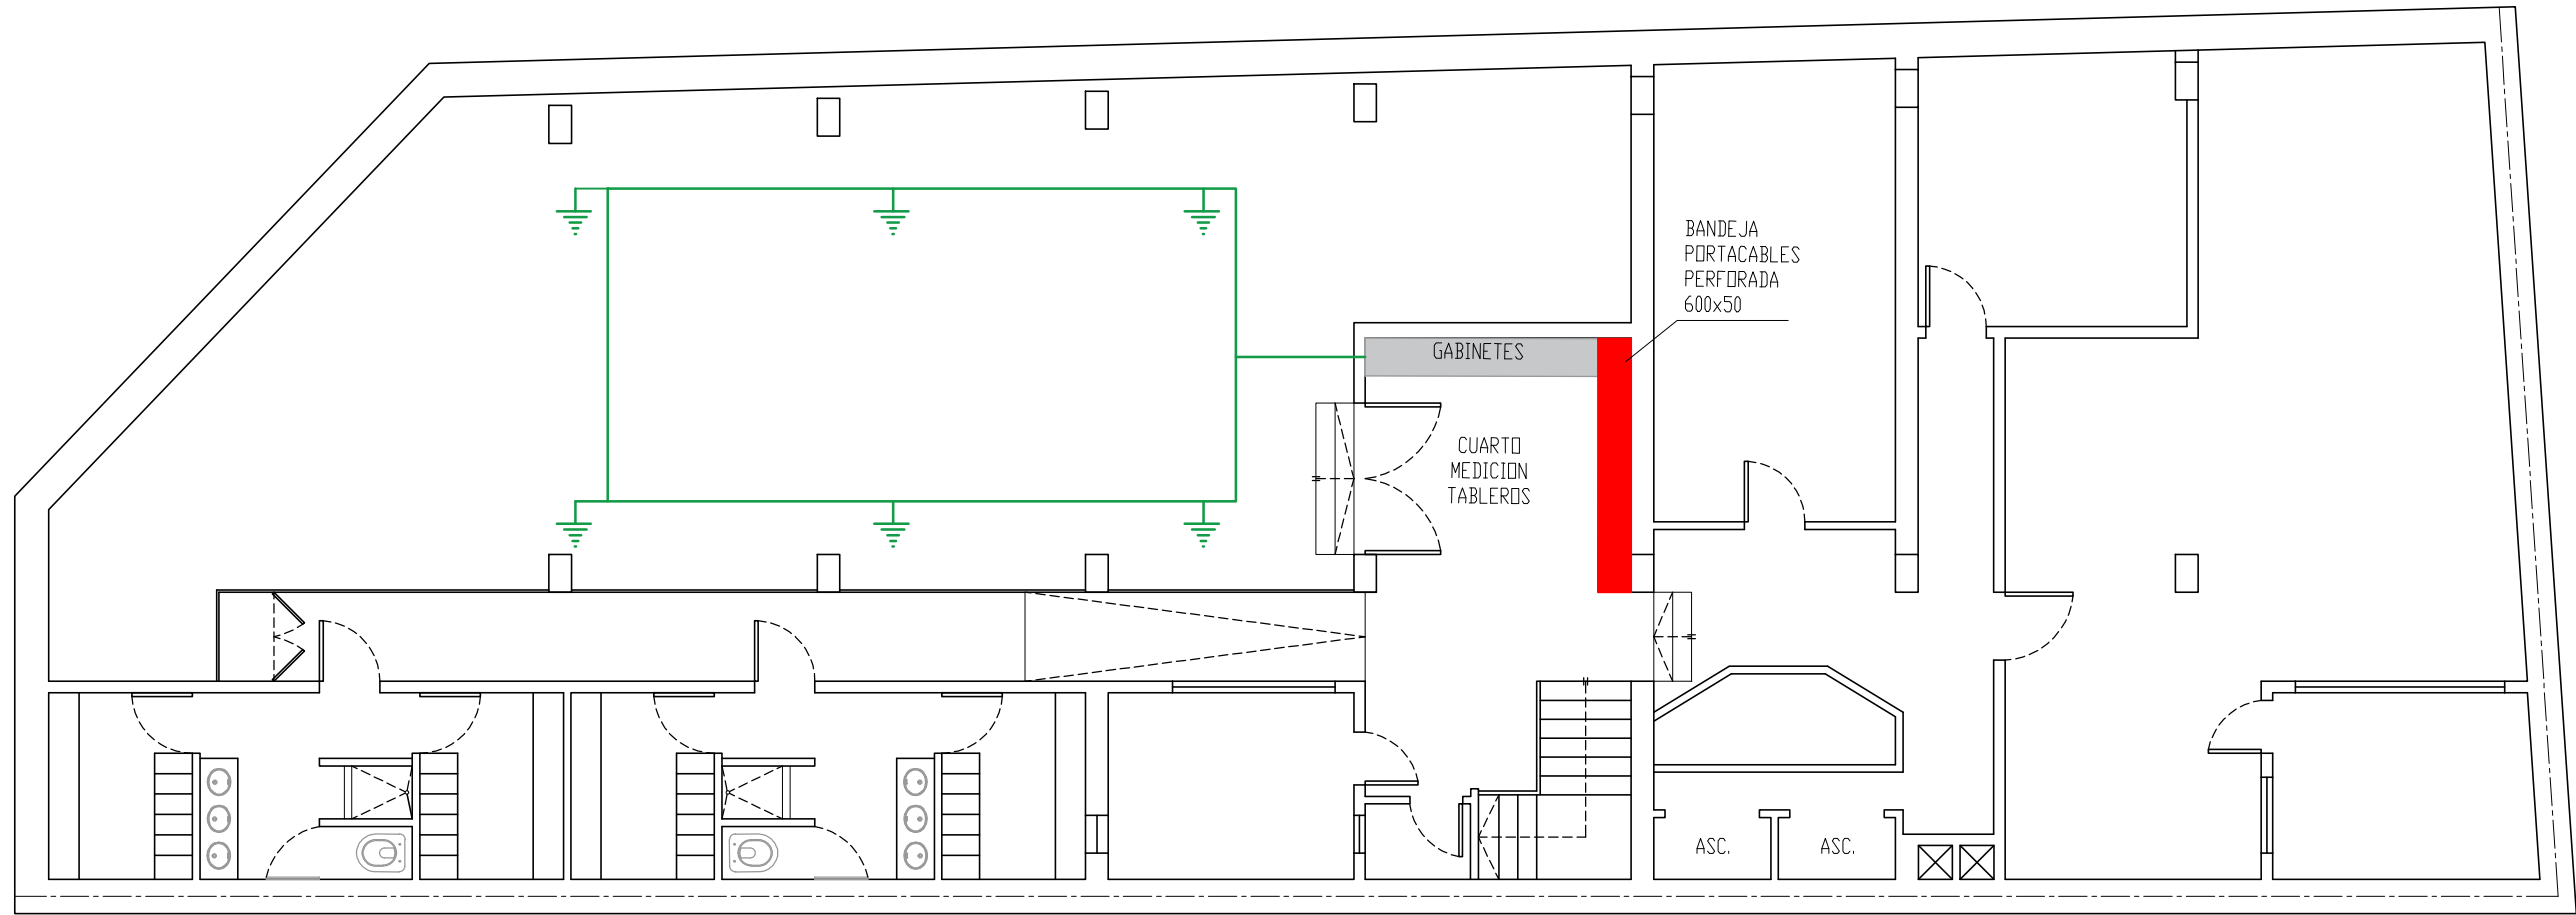 BANDEJA
PORTACABLES
PERFORADA
600x50
GABINETES
CUARTO
MEDICION
TABLEROS
ASC.
ASC.